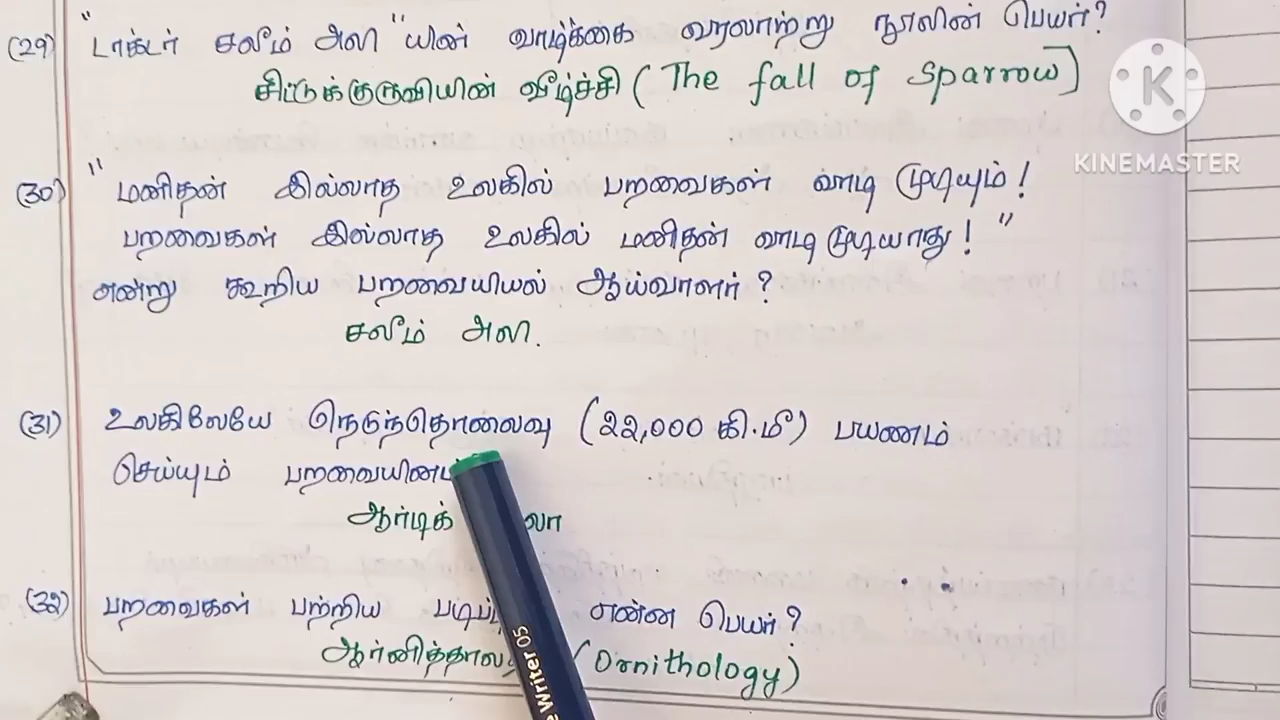 (29) "டாக்டர் சலீம் அலி"யின் வாழ்க்கை வரலாற்று நூலின் பெயர்?
சிட்டுக்குருவியின் வீழ்ச்சி (The fall of Sparrow)
K
KINEMASTER
(30) "மனிதன் இல்லாத உலகில் பறவைகள் வாழ முடியும்!
பறவைகள் இல்லாத உலகில் மனிதன் வாழ முடியாது!"
என்று கூறிய பறவையியல் ஆய்வாளர்?
சலீம் அலி.
(31) உலகிலேயே நெடுந்தொலைவு (22,000 கி.மீ) பயணம்
செய்யும்
ஆர்டிக்
(32) பறவைகள் பற்றிய என்ன பெயர்?
(Ornithology)
Writer 05